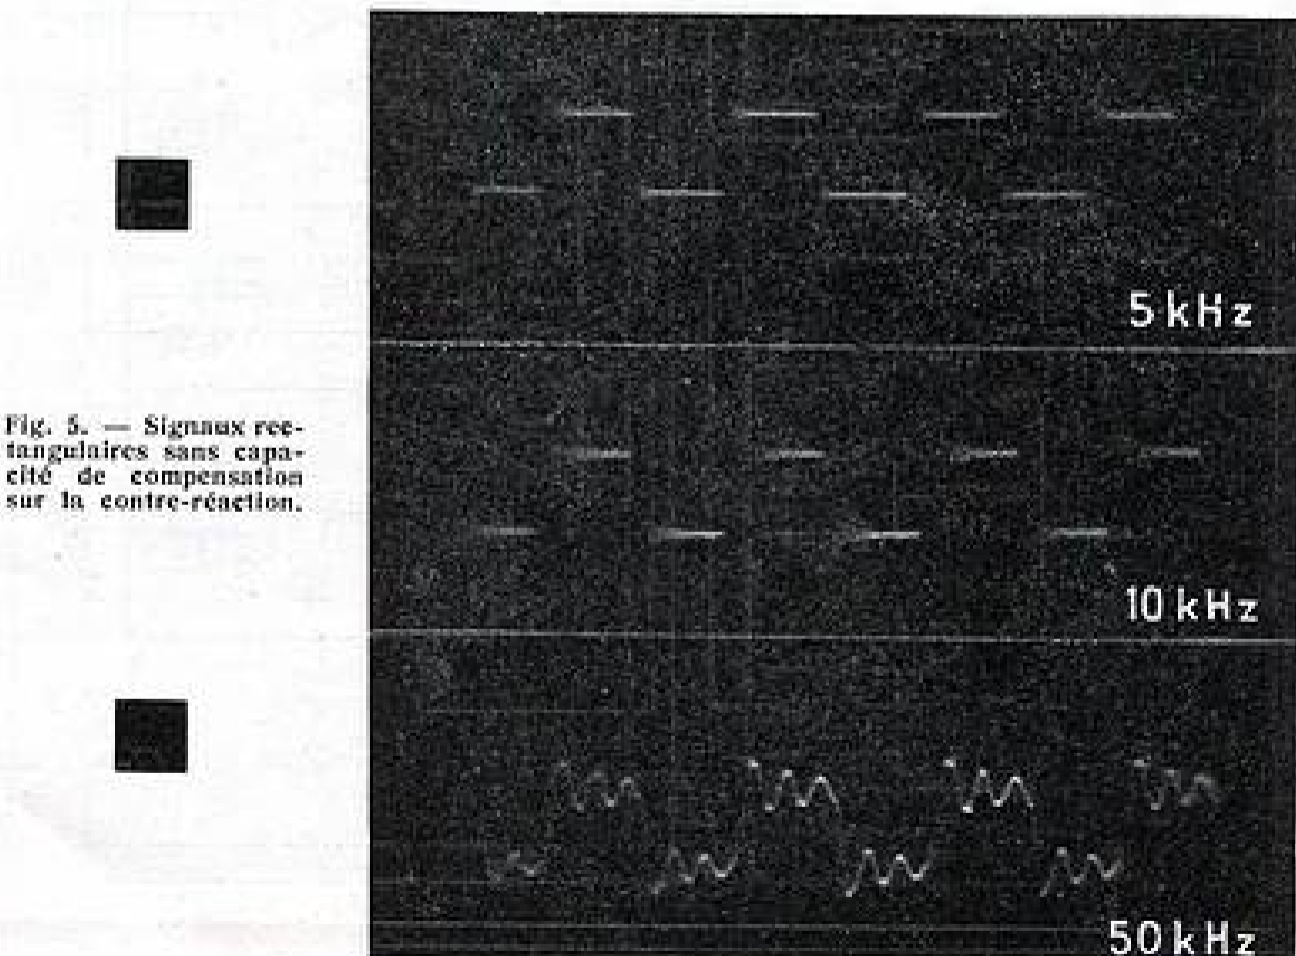 5 kHz
Fig. 5. — Signaux rec-
tangulaires sans capa-
cité de compensation
sur la contre-réaction.
10 kHz
50 kHz